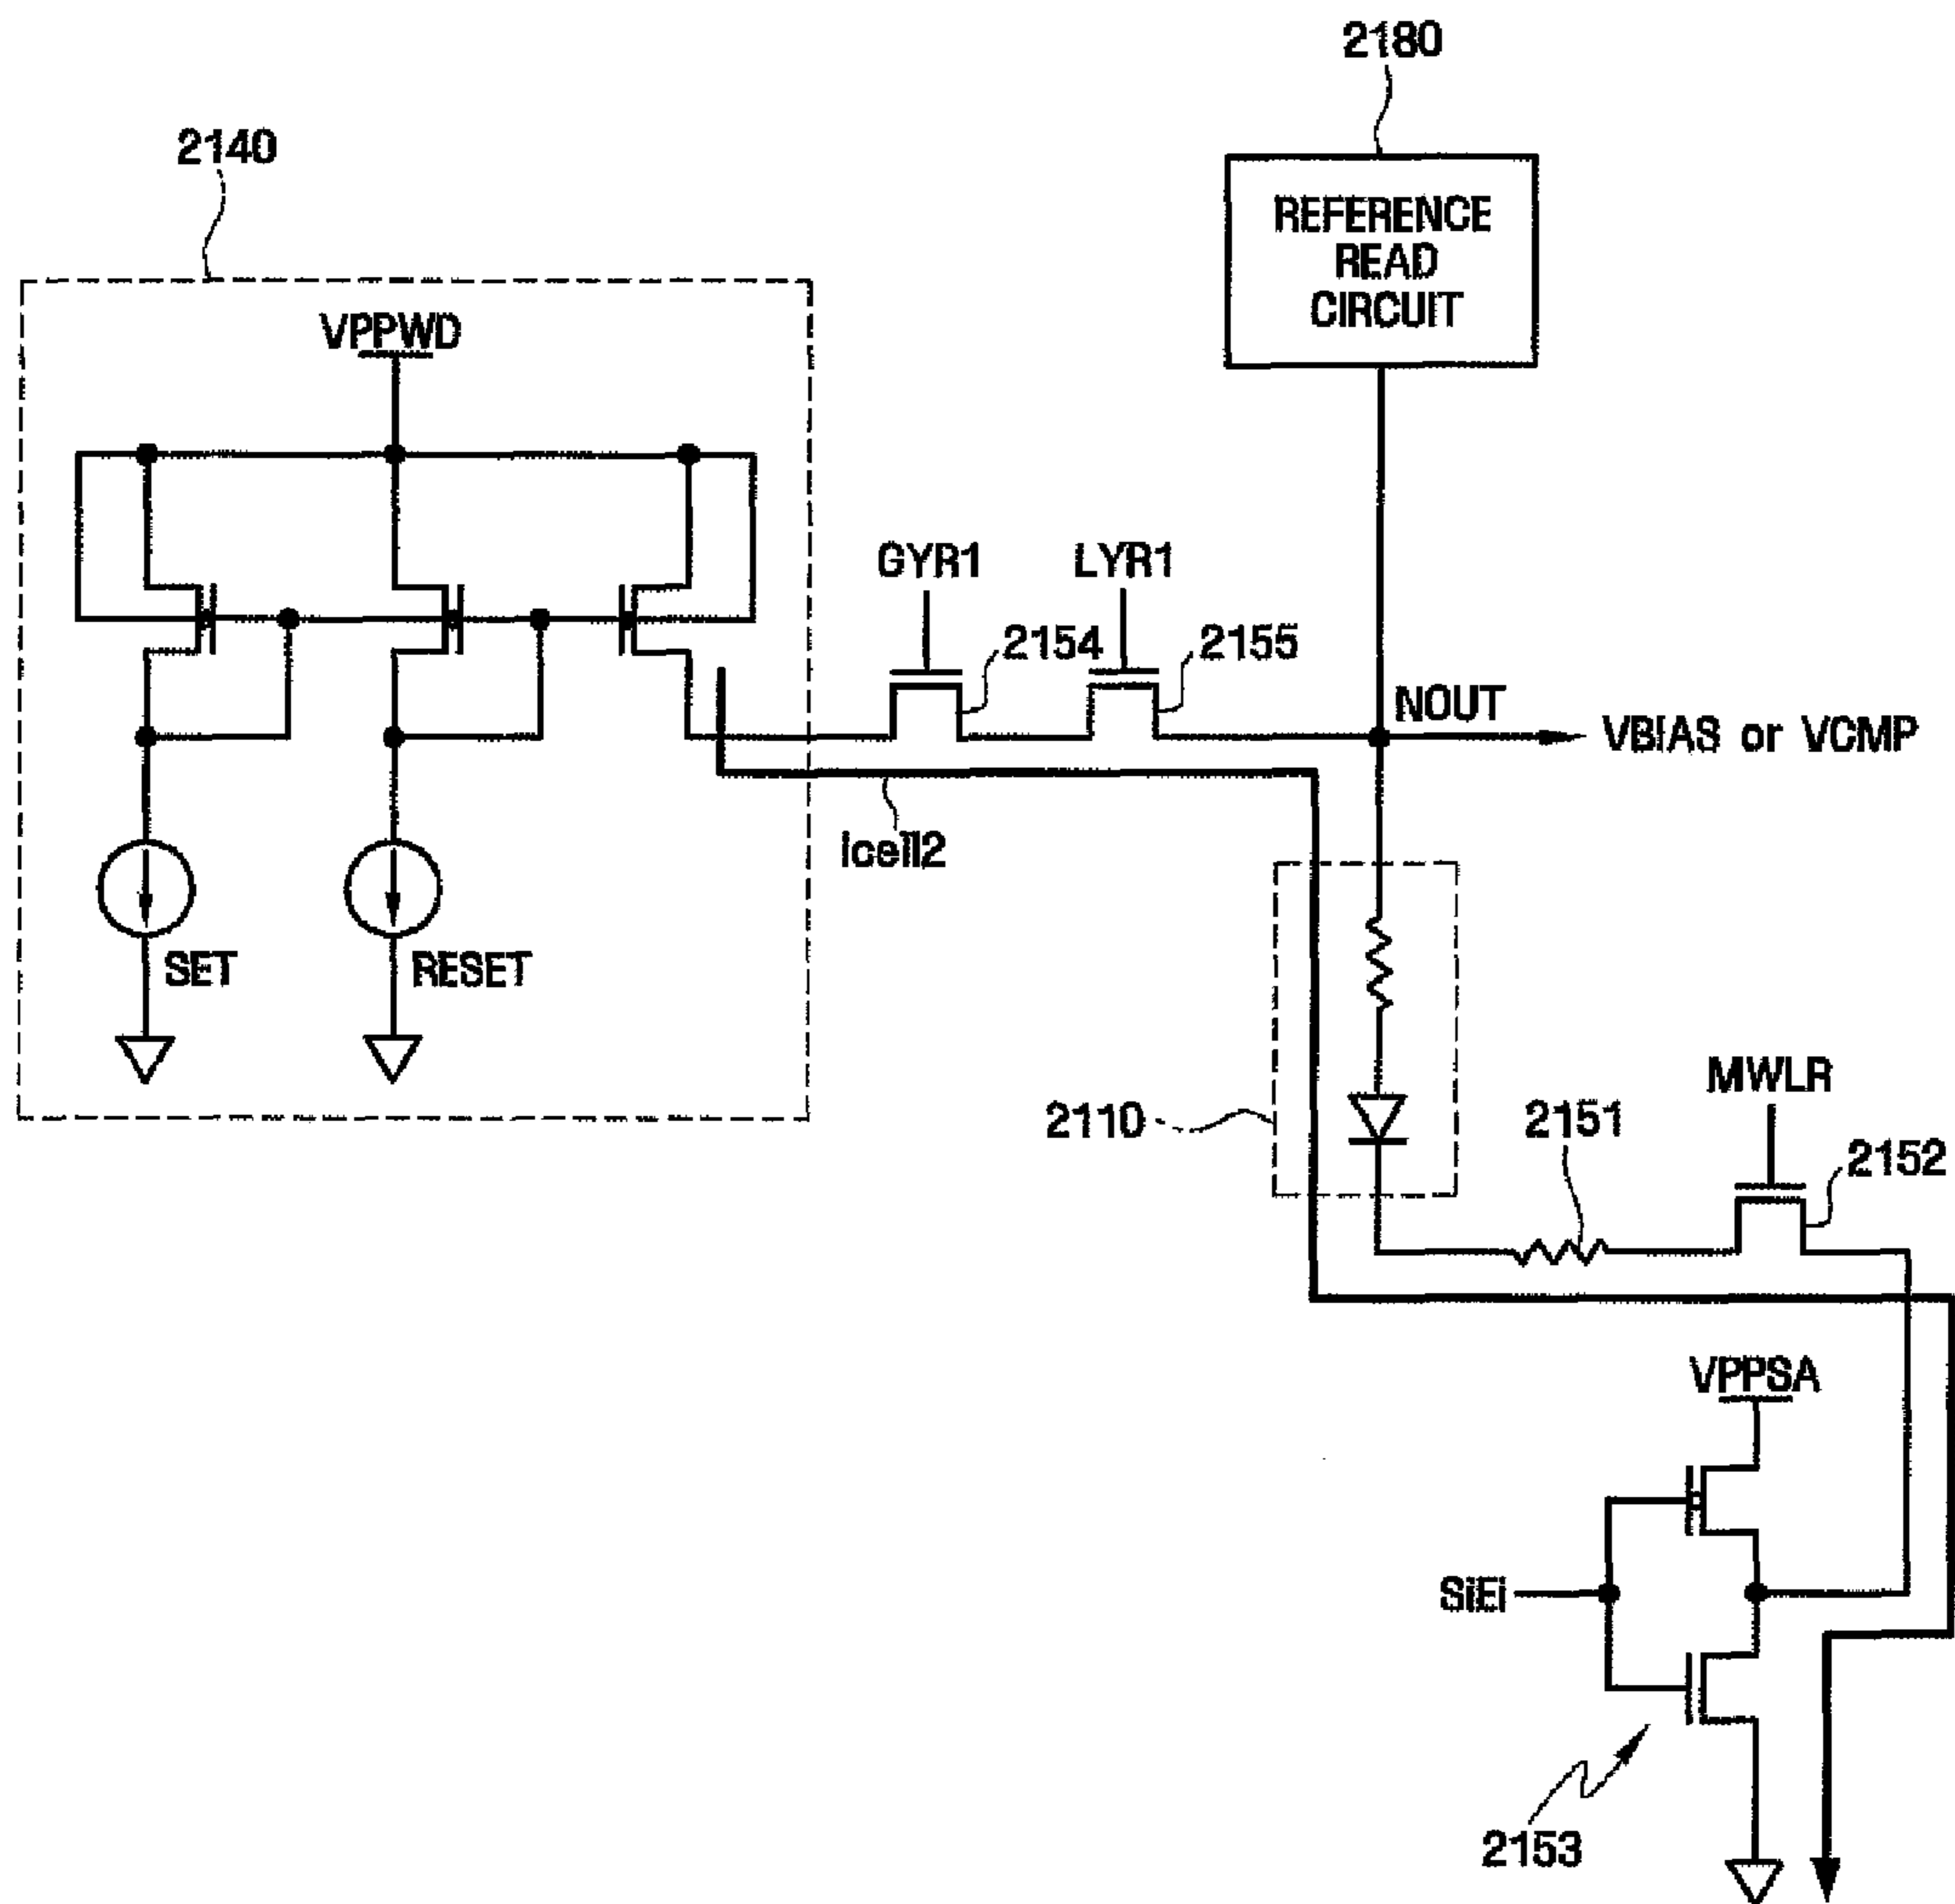 2180
2140
REFERENCE
READ
CIRCUIT
VPPWD
GYR1
LYR1
2154
2155
NOUT
VBIAS or VCMP
Icell2
SET
RESET
MWLR
2110
2151
2152
VPPSA
SiEi
2153